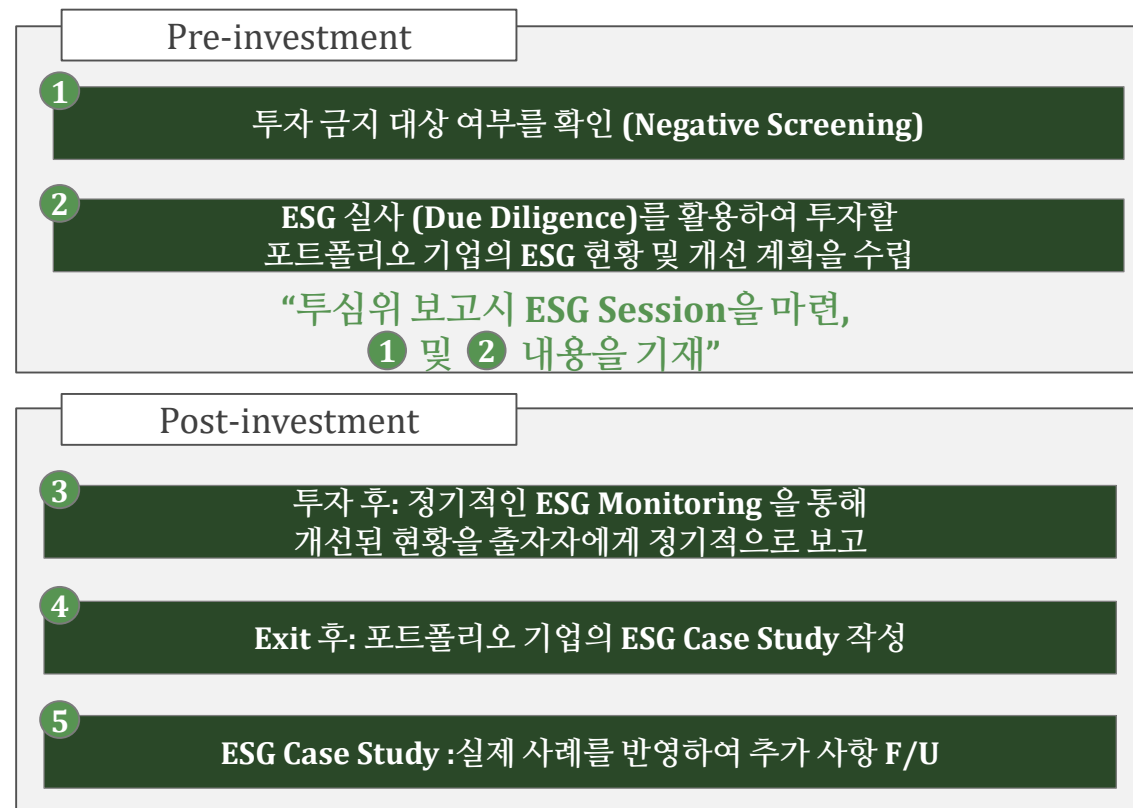 Pre-investment
1
투자 금지 대상 여부를 확인 (Negative Screening)
2
ESG 실사 (Due Diligence)를 활용하여 투자할
포트폴리오 기업의 ESG 현황 및 개선 계획을 수립
“투심위 보고시 ESG Session을 마련,
1 및 2 내용을 기재”
Post-investment
3
투자 후: 정기적인 ESG Monitoring 을 통해
개선된 현황을 출자자에게 정기적으로 보고
4
Exit 후: 포트폴리오 기업의 ESG Case Study 작성
5
ESG Case Study :실제 사례를 반영하여 추가 사항 F/U